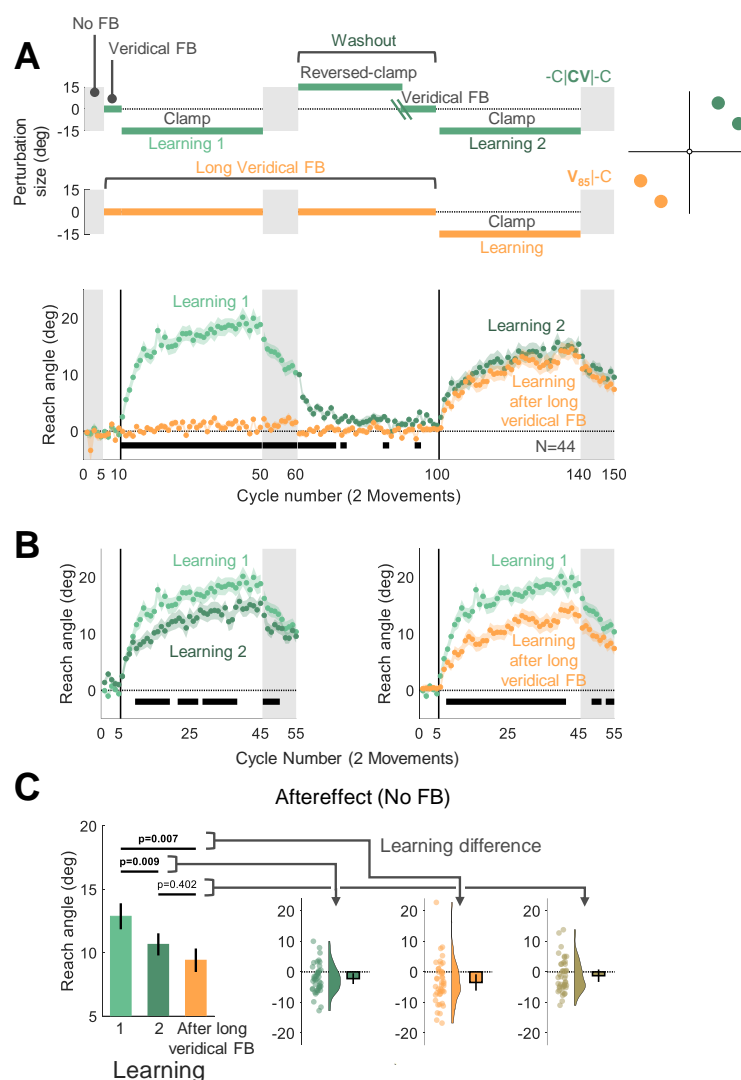 No FB
Veridical FB
Washout
A
Reversed-clamp
-C|CV|-C
15
0
-15
Veridical FB
Clamp
Clamp
Learning 1
Learning 2
Perturbation
size (deg)
Long Veridical FB
V85|-C
15
0
-15
Clamp
Learning
Reach angle (deg)
20
10
0
Learning 1
Learning 2
Learning
after long
veridical FB
N=44
0
5
10
50
60
100
140
150
Cycle number (2 Movements)
B
Reach angle (deg)
20
10
0
Learning 1
Learning 2
0
5
25
45
55
Reach angle (deg)
20
10
0
Learning 1
Learning
after long
veridical FB
0
5
25
45
55
Cycle Number (2 Movements)
C
Aftereffect (No FB)
Reach angle (deg)
20
15
10
5
p=0.007
p=0.009
p=0.402
Learning difference
1
2
After long
veridical FB
Learning
20
10
0
-10
-20
20
10
0
-10
-20
20
10
0
-10
-20